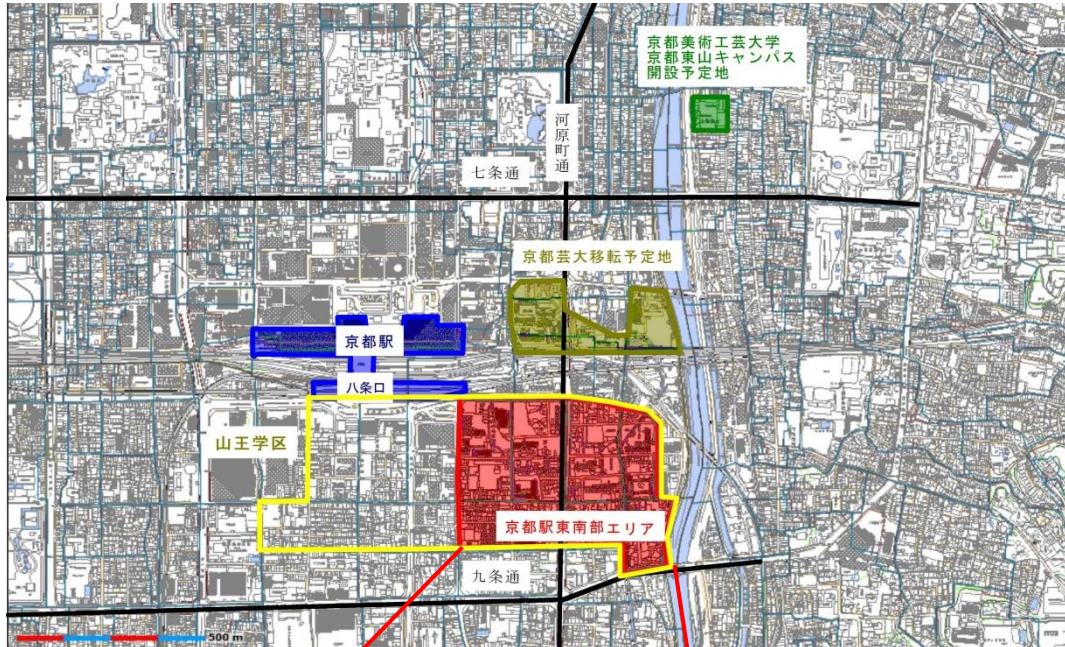 京都美術工芸大学
京都東山キャンパス
開設予定地
河原町通
七条通
京都芸大移転予定地
京都駅
八条口
山王学区
京都駅東南部エリア
九条通
500 m